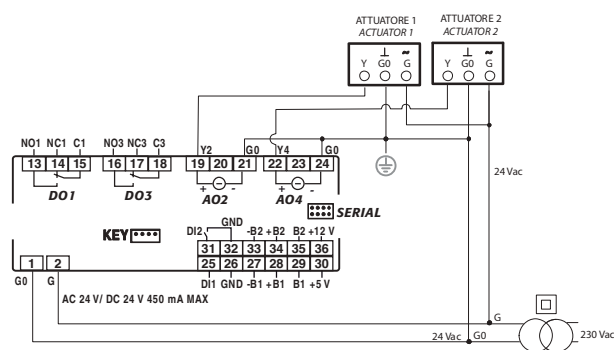 ATTUATORE 1 ATTUATORE 2
ACTUATOR 1 ACTUATOR 2
⊥ ~ ⊥ ~
Y G0 G Y G0 G
NO1 NC1 C1 NO3 NC3 C3 Y2 G0 Y4 G0
13 14 15 16 17 18 19 20 21 22 23 24
+ - + -
DO1 DO3 AO2 AO4
24 Vac
SERIAL
GND
KEY DI2 -B2 +B2 B2 +12 V
31 32 33 34 35 36
1 2 25 26 27 28 29 30
G0 G DI1 GND -B1 +B1 B1 +5 V
AC 24 V/ DC 24 V 450 mA MAX
G
24 Vac G0 230 Vac